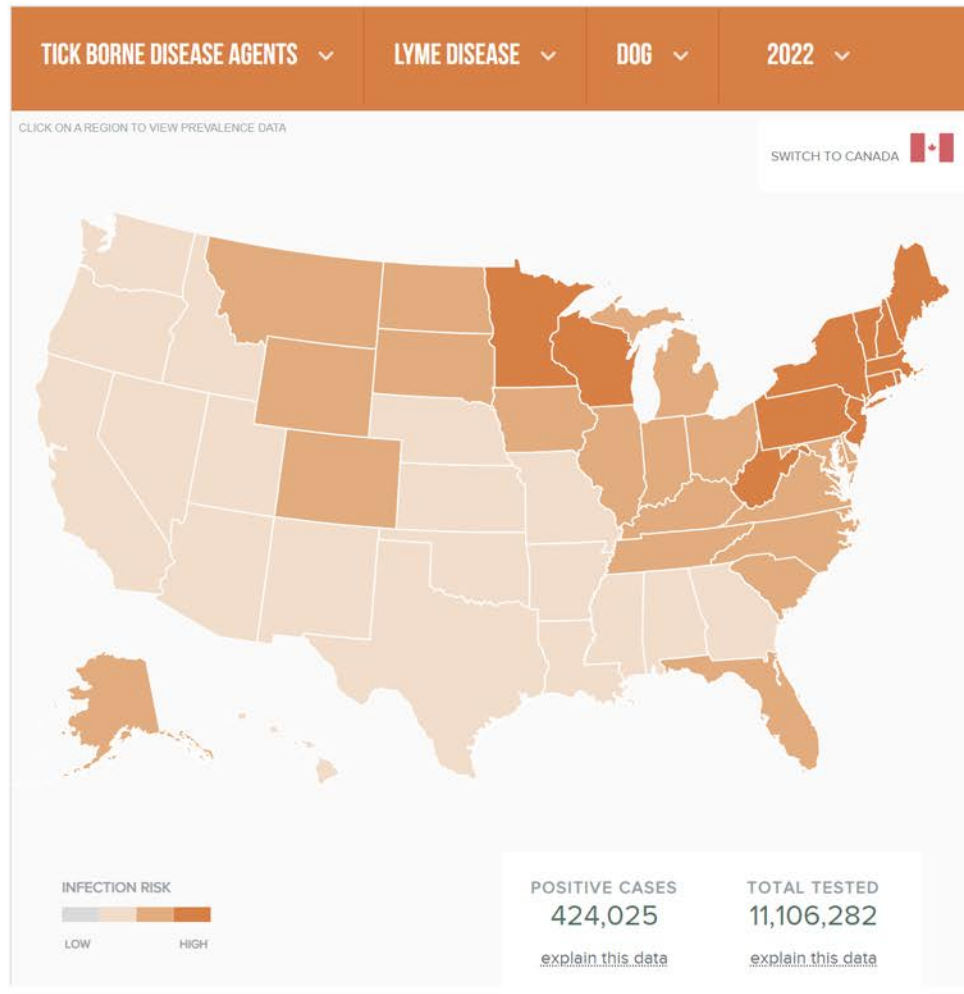 TICK BORNE DISEASE AGENTS LYME DISEASE DOG 2022
CLICK ON A REGION TO VIEW PREVALENCE DATA
SWITCH TO CANADA
INFECTION RISK
LOW HIGH
POSITIVE CASES TOTAL TESTED
424,025 11,106,282
explain this data explain this data